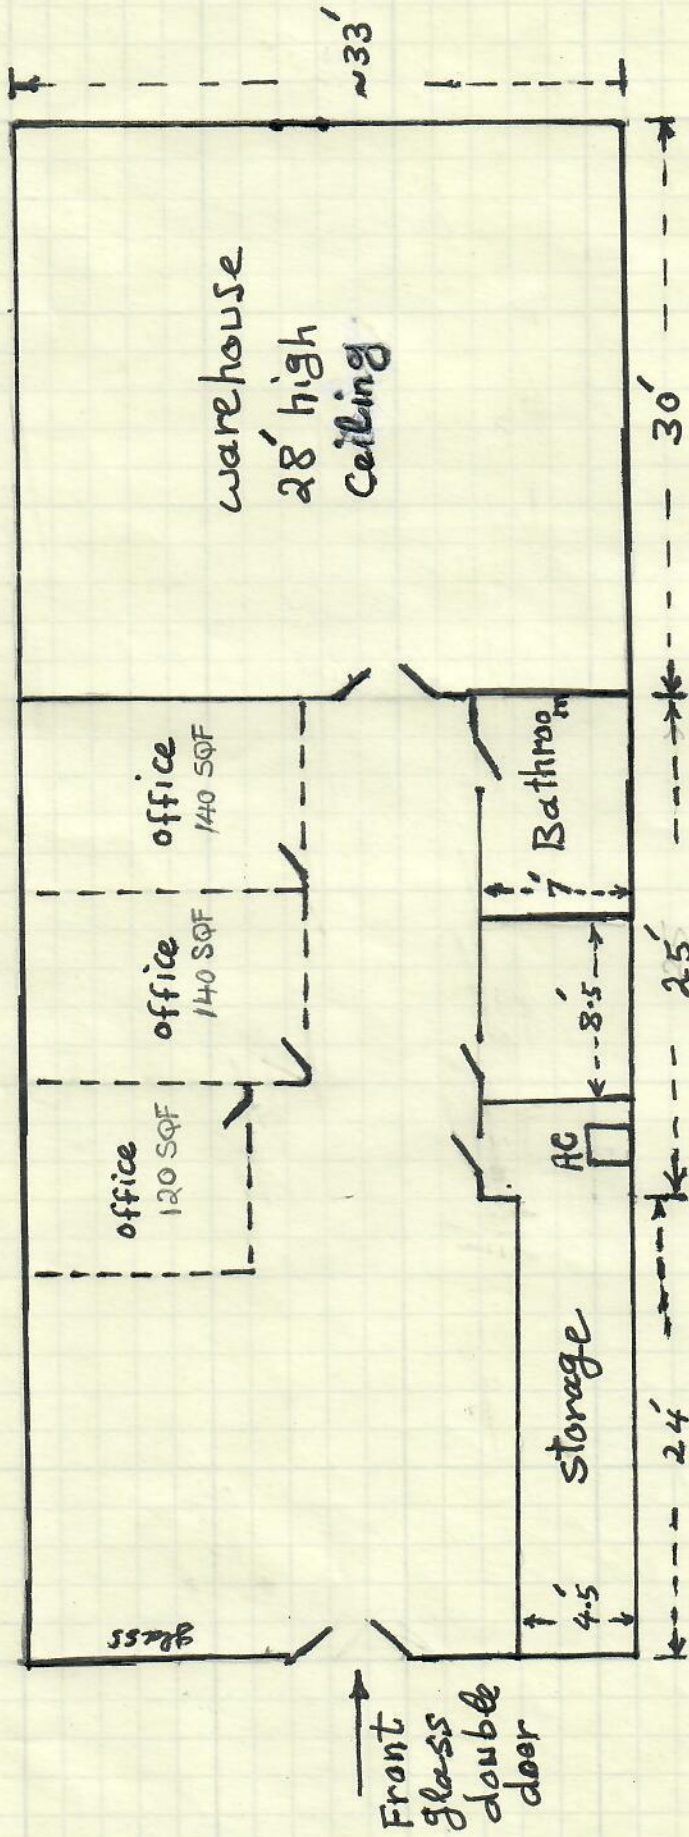 ~33'
warehouse
28' high
ceiling
30'
office
140 SQF
office
140 SQF
office
120 SQF
Bathroom
7'
8.5'
AC
25'
storage
4.5'
24'
glass
Front
glass
double
door